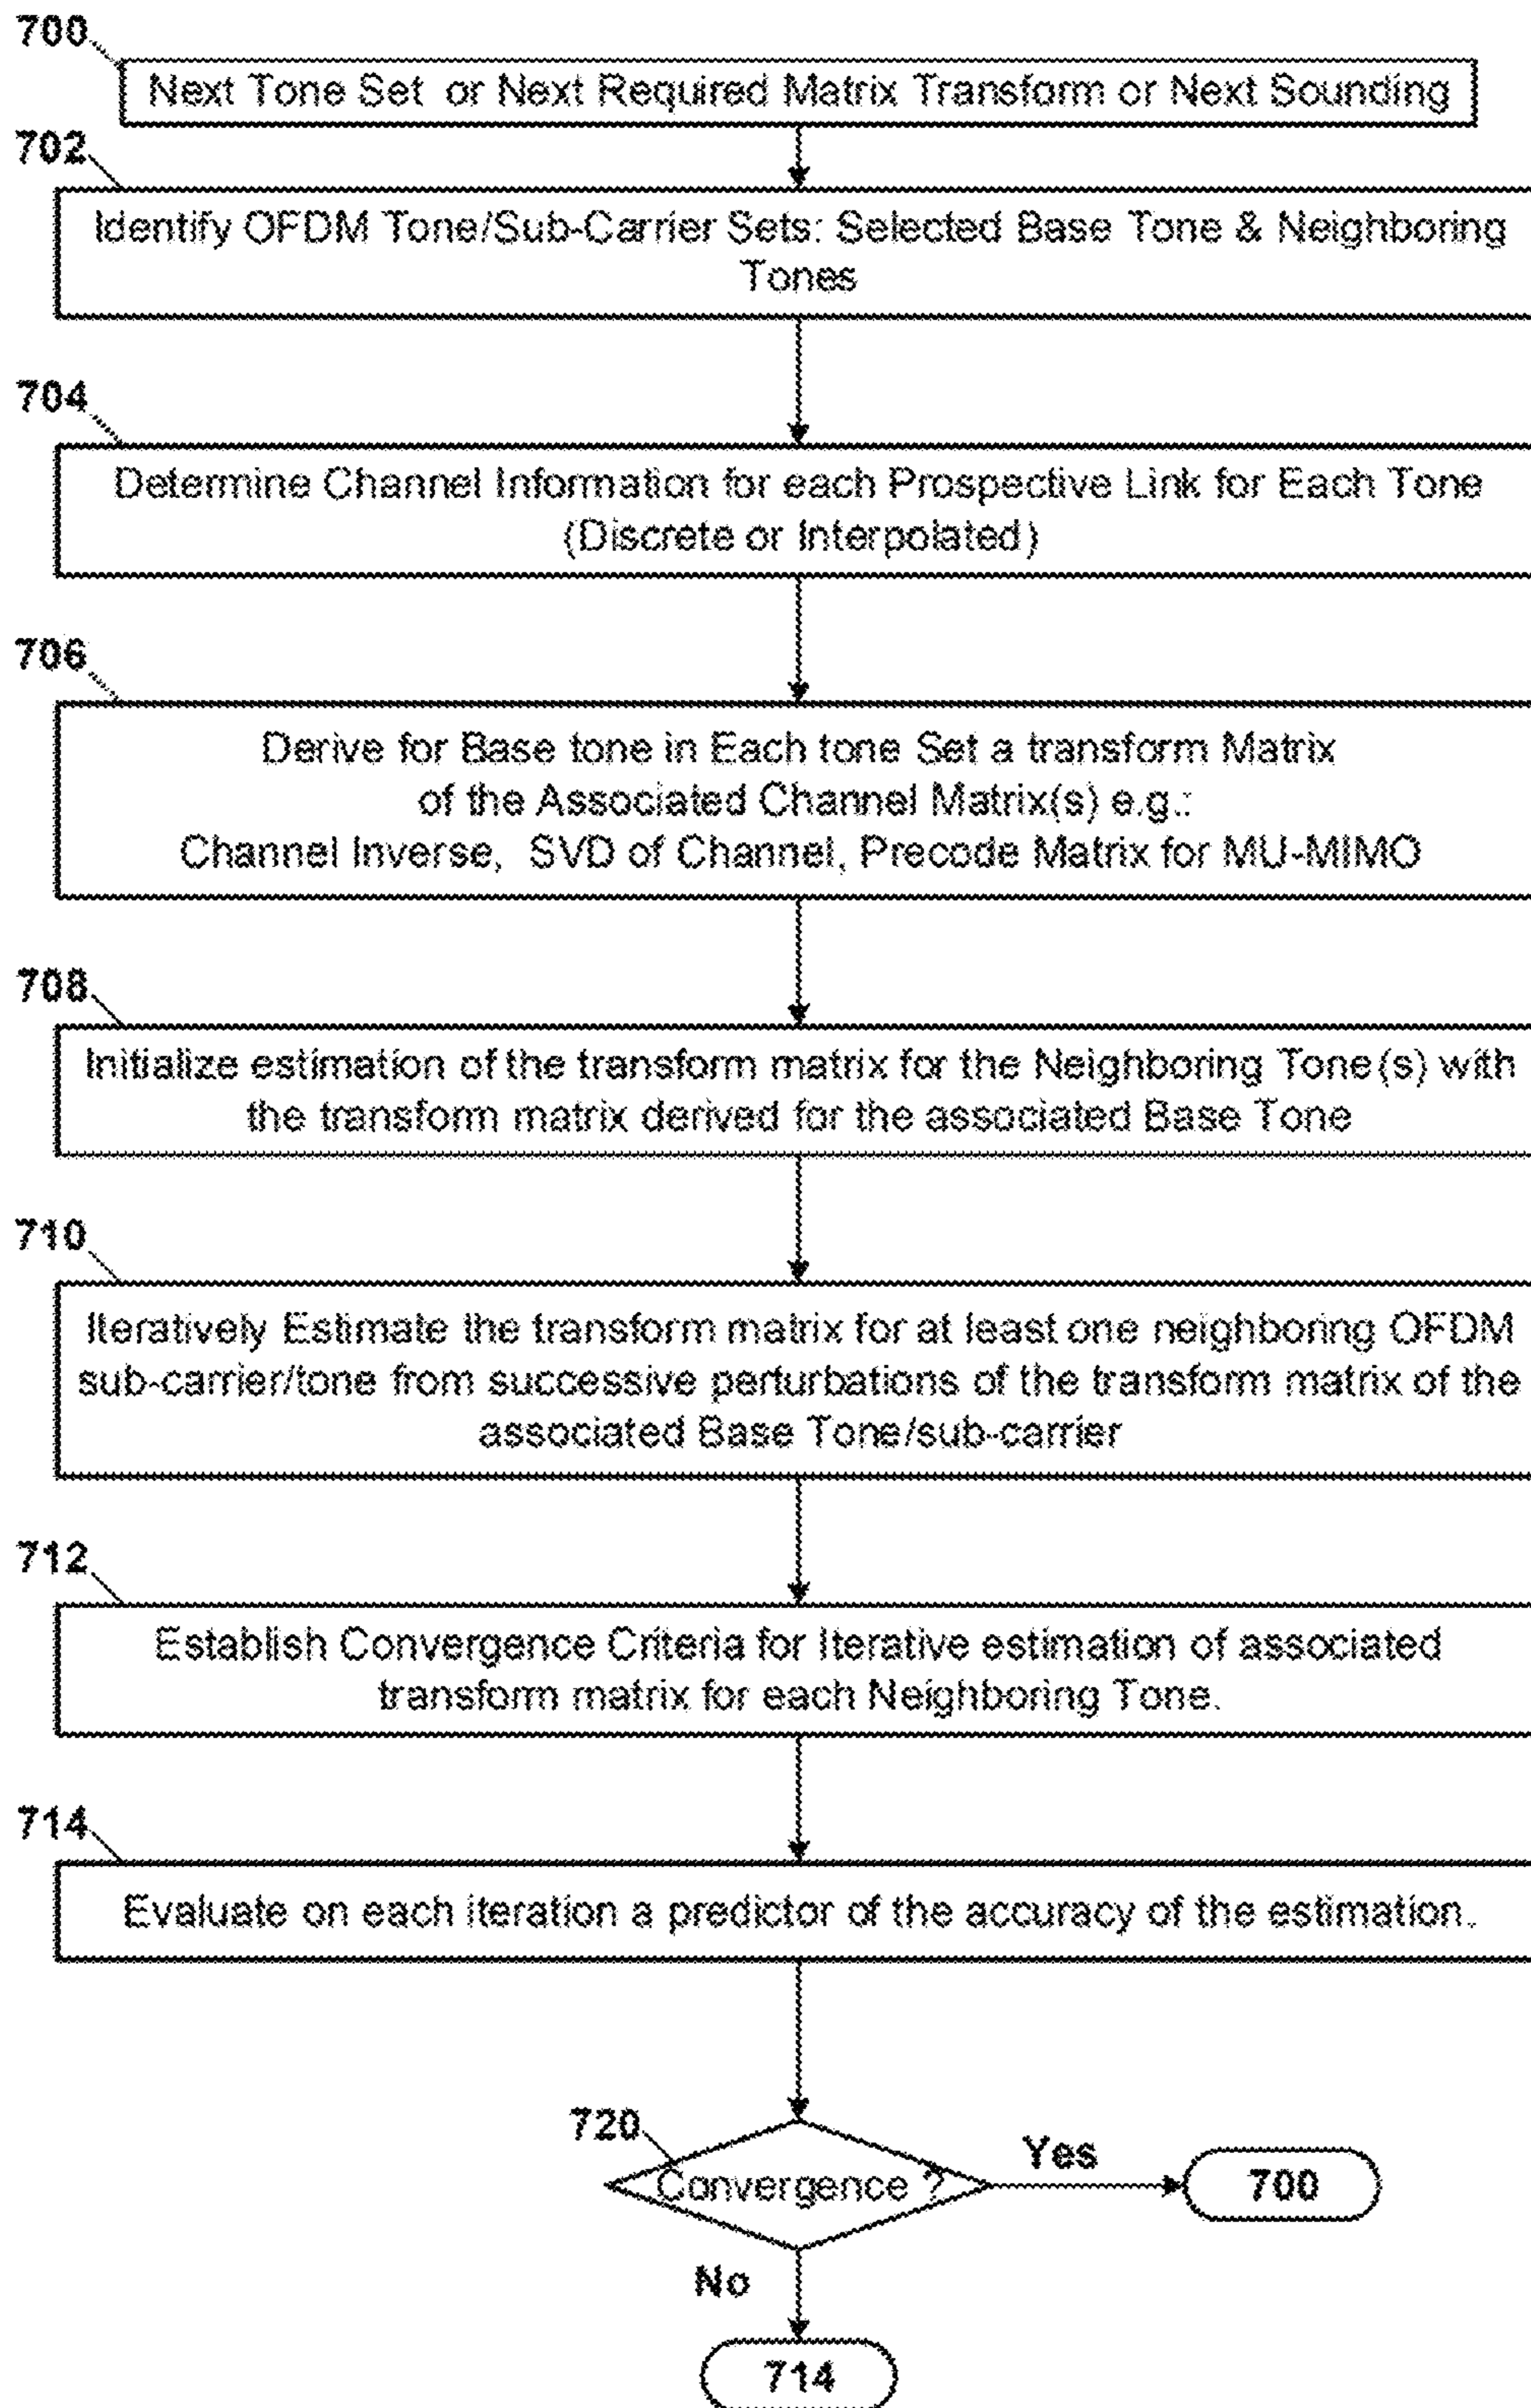 700
Next Tone Set or Next Required Matrix Transform or Next Sounding
702
Identify OFDM Tone/Sub-Carrier Sets: Selected Base Tone & Neighboring
Tones
704
Determine Channel Information for each Prospective Link for Each Tone
(Discrete or Interpolated)
706
Derive for Base tone in Each tone Set a transform Matrix
of the Associated Channel Matrix(s) e.g.:
Channel Inverse, SVD of Channel, Precode Matrix for MU-MIMO
708
Initialize estimation of the transform matrix for the Neighboring Tone(s) with
the transform matrix derived for the associated Base Tone
710
Iteratively Estimate the transform matrix for at least one neighboring OFDM
sub-carrier/tone from successive perturbations of the transform matrix of the
associated Base Tone/sub-carrier
712
Establish Convergence Criteria for Iterative estimation of associated
transform matrix for each Neighboring Tone.
714
Evaluate on each iteration a predictor of the accuracy of the estimation.
720
Convergence ?
Yes
700
No
714